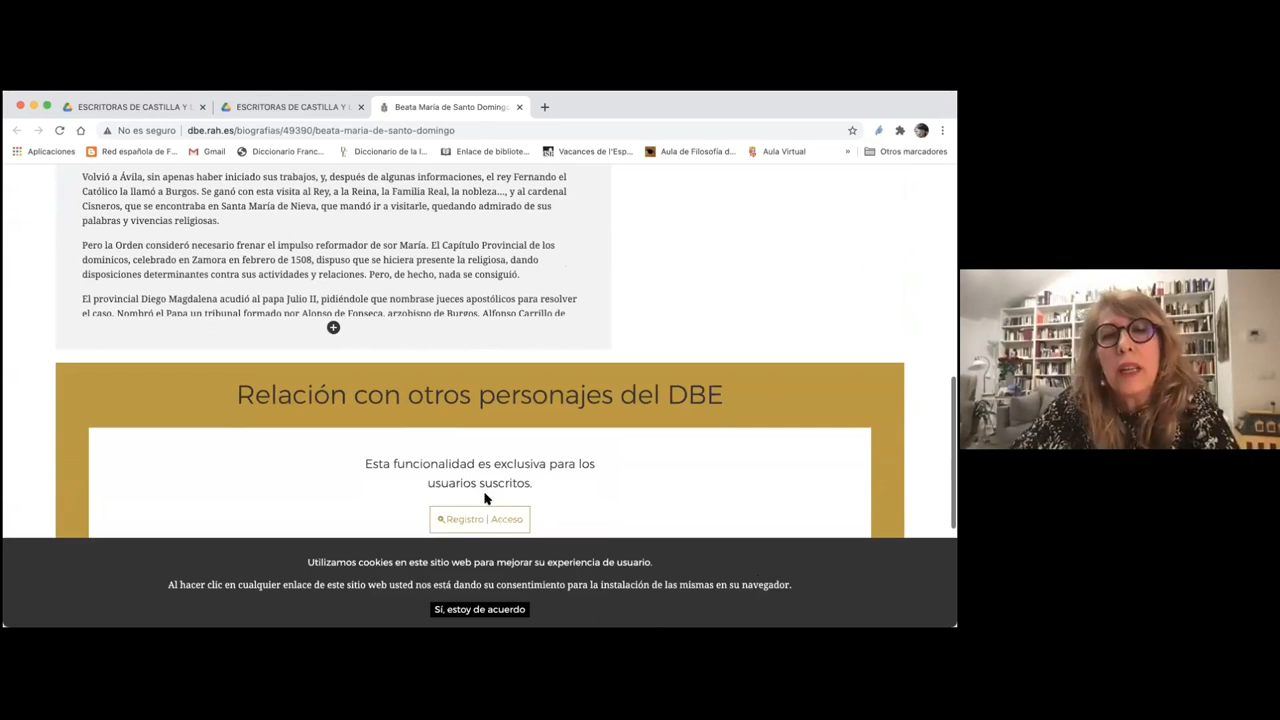 ESCRITORAS DE CASTILLA Y L
ESCRITORAS DE CASTILLA Y L
Beata María de Santo Domingo
No es seguro
dbe.rah.es/biografias/49390/beata-maria-de-santo-domingo
Aplicaciones
Red española de F...
Gmail
Diccionario Franc...
Diccionario de la l...
Enlace de bibliote...
Vacances de l'Esp...
Aula de Filosofía d...
Aula Virtual
»
Otros marcadores
Volvió a Ávila, sin apenas haber iniciado sus trabajos, y, después de algunas informaciones, el rey Fernando el
Católico la llamó a Burgos. Se ganó con esta visita al Rey, a la Reina, la Familia Real, la nobleza..., y al cardenal
Cisneros, que se encontraba en Santa María de Nieva, que mandó ir a visitarle, quedando admirado de sus
palabras y vivencias religiosas.
Pero la Orden consideró necesario frenar el impulso reformador de sor María. El Capítulo Provincial de los
dominicos, celebrado en Zamora en febrero de 1508, dispuso que se hiciera presente la religiosa, dando
disposiciones determinantes contra sus actividades y relaciones. Pero, de hecho, nada se consiguió.
El provincial Diego Magdalena acudió al papa Julio II, pidiéndole que nombrase jueces apostólicos para resolver
el caso. Nombró el Papa un tribunal formado por Alonso de Fonseca, arzobispo de Burgos, Alfonso Carrillo de
Relación con otros personajes del DBE
Esta funcionalidad es exclusiva para los
usuarios suscritos.
Registro | Acceso
Utilizamos cookies en este sitio web para mejorar su experiencia de usuario.
Al hacer clic en cualquier enlace de este sitio web usted nos está dando su consentimiento para la instalación de las mismas en su navegador.
Sí, estoy de acuerdo